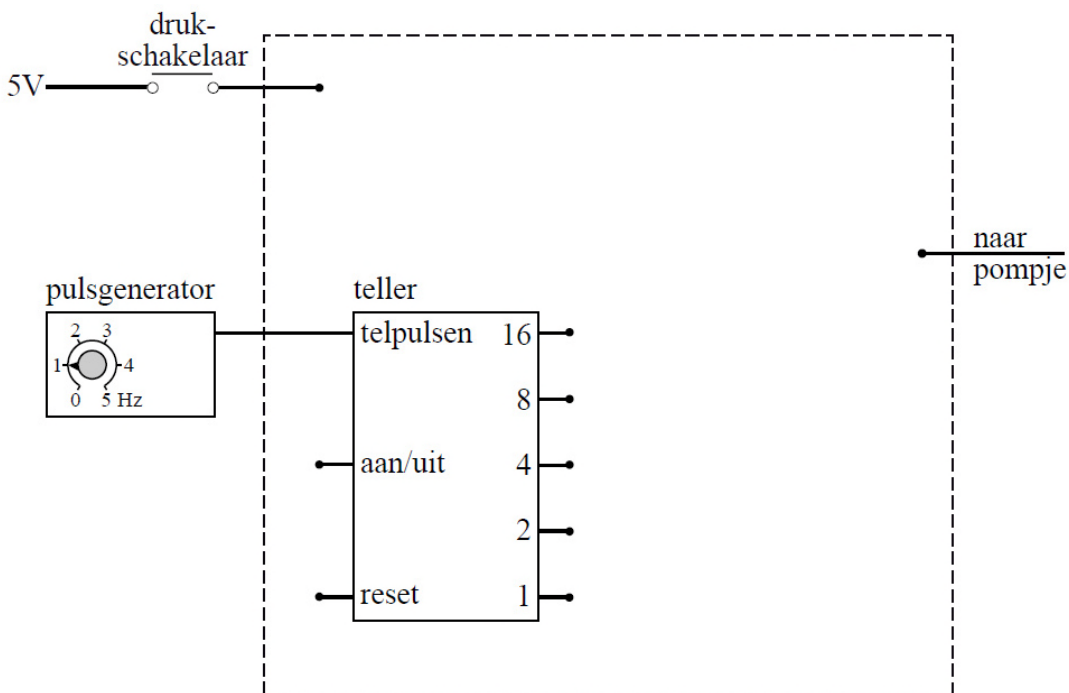 druk-
schakelaar
5V
naar
pompje
pulsgenerator
teller
2 3
1 4
0 5 Hz
telpulsen 16
8
aan/uit 4
2
reset 1